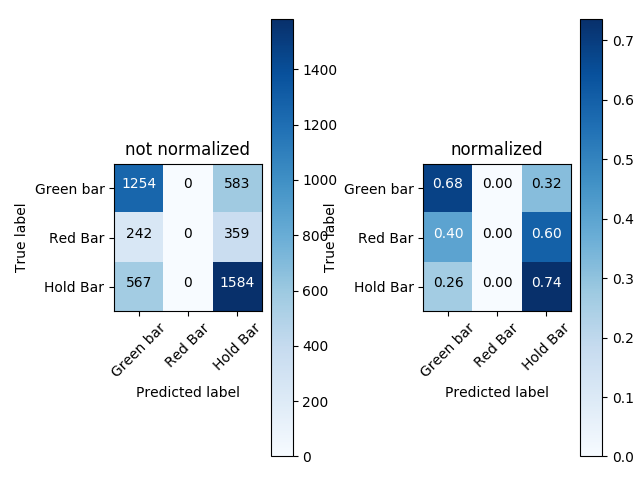 not normalized
Green bar
Red Bar
Hold Bar
True label
1254 0 583
242 0 359
567 0 1584
Green bar
Red Bar
Hold Bar
Predicted label
1400
1200
1000
800
600
400
200
0
normalized
Green bar
Red Bar
Hold Bar
True label
0.68 0.00 0.32
0.40 0.00 0.60
0.26 0.00 0.74
Green bar
Red Bar
Hold Bar
Predicted label
0.7
0.6
0.5
0.4
0.3
0.2
0.1
0.0